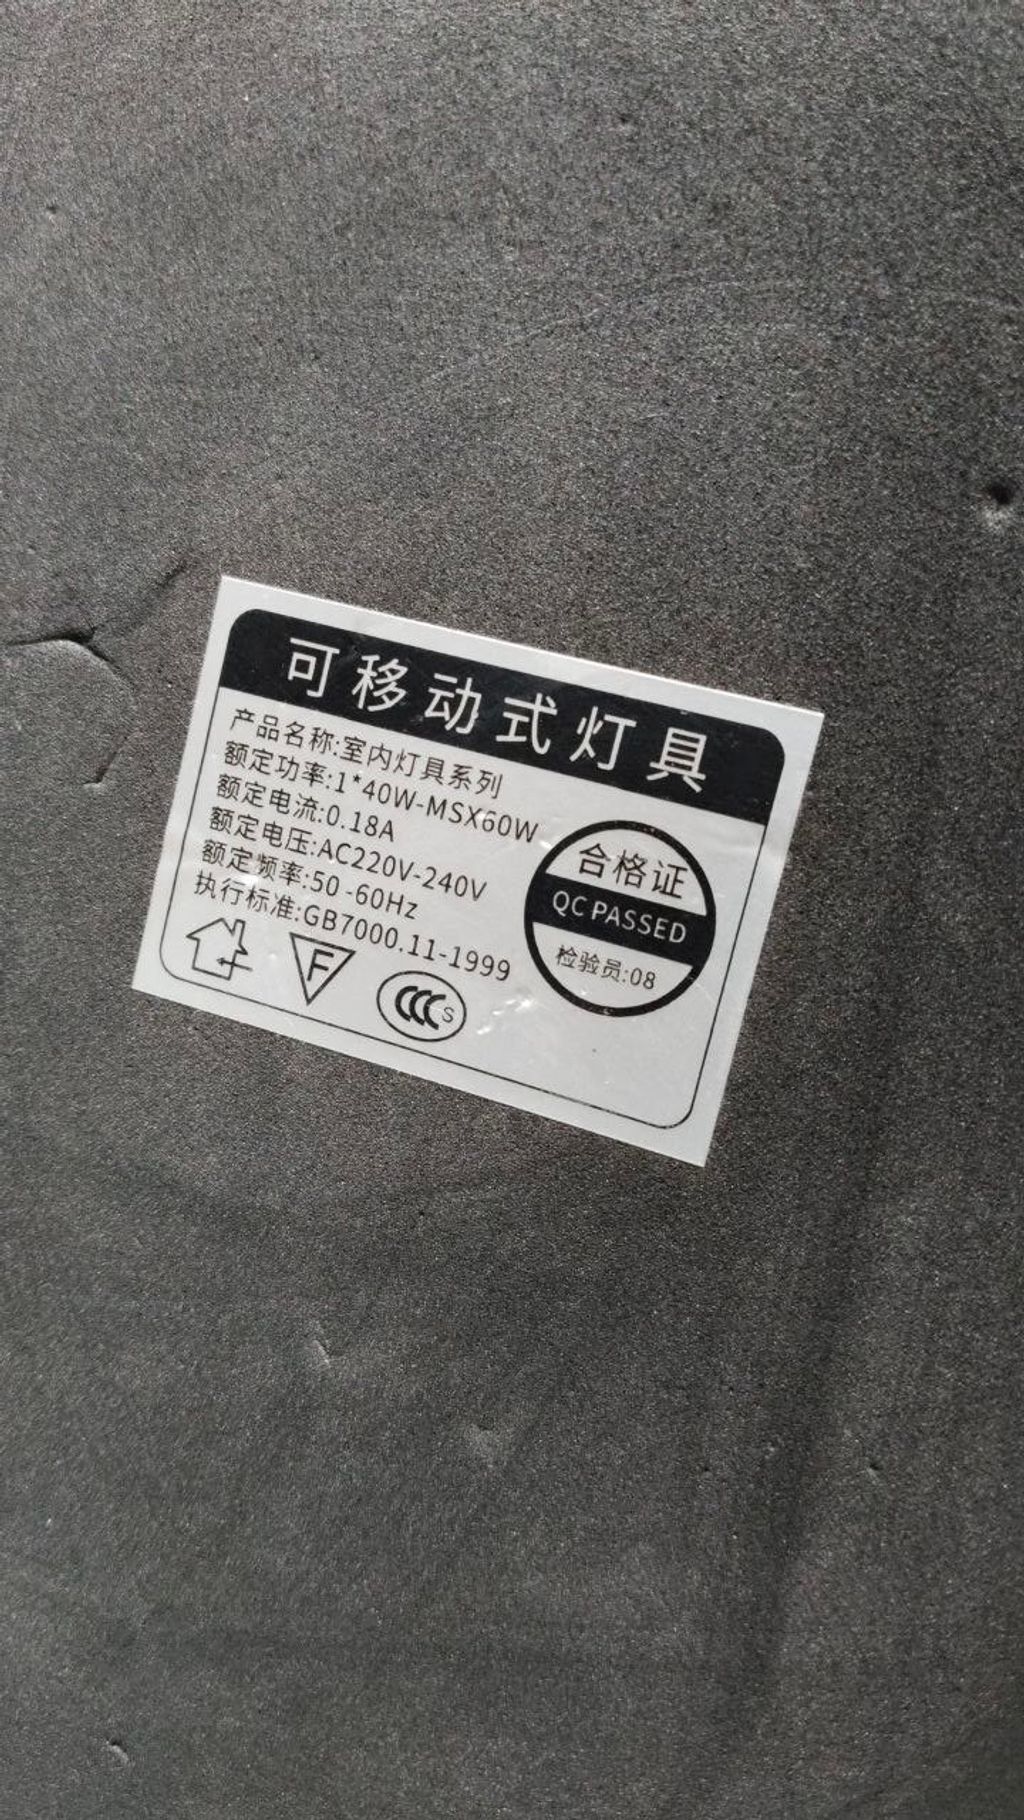 可移动式灯具
产品名称:室内灯具系列
额定功率:1*40W-MSX60W
额定电流:0.18A
额定电压:AC220V-240V
额定频率:50-60Hz
执行标准:GB7000.11-1999
合格证
QC PASSED
检验员:08
F
CCC S